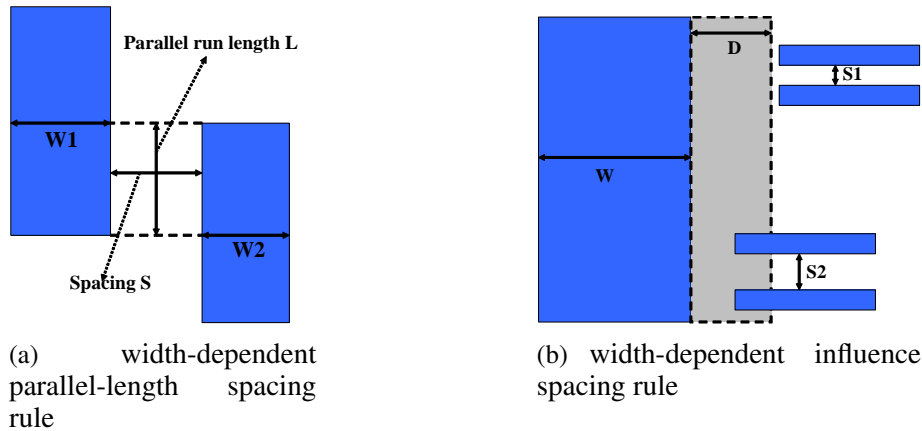 Parallel run length L
W1
W2
Spacing S
(a) width-dependent
parallel-length spacing
rule
D
S1
W
S2
(b) width-dependent influence
spacing rule